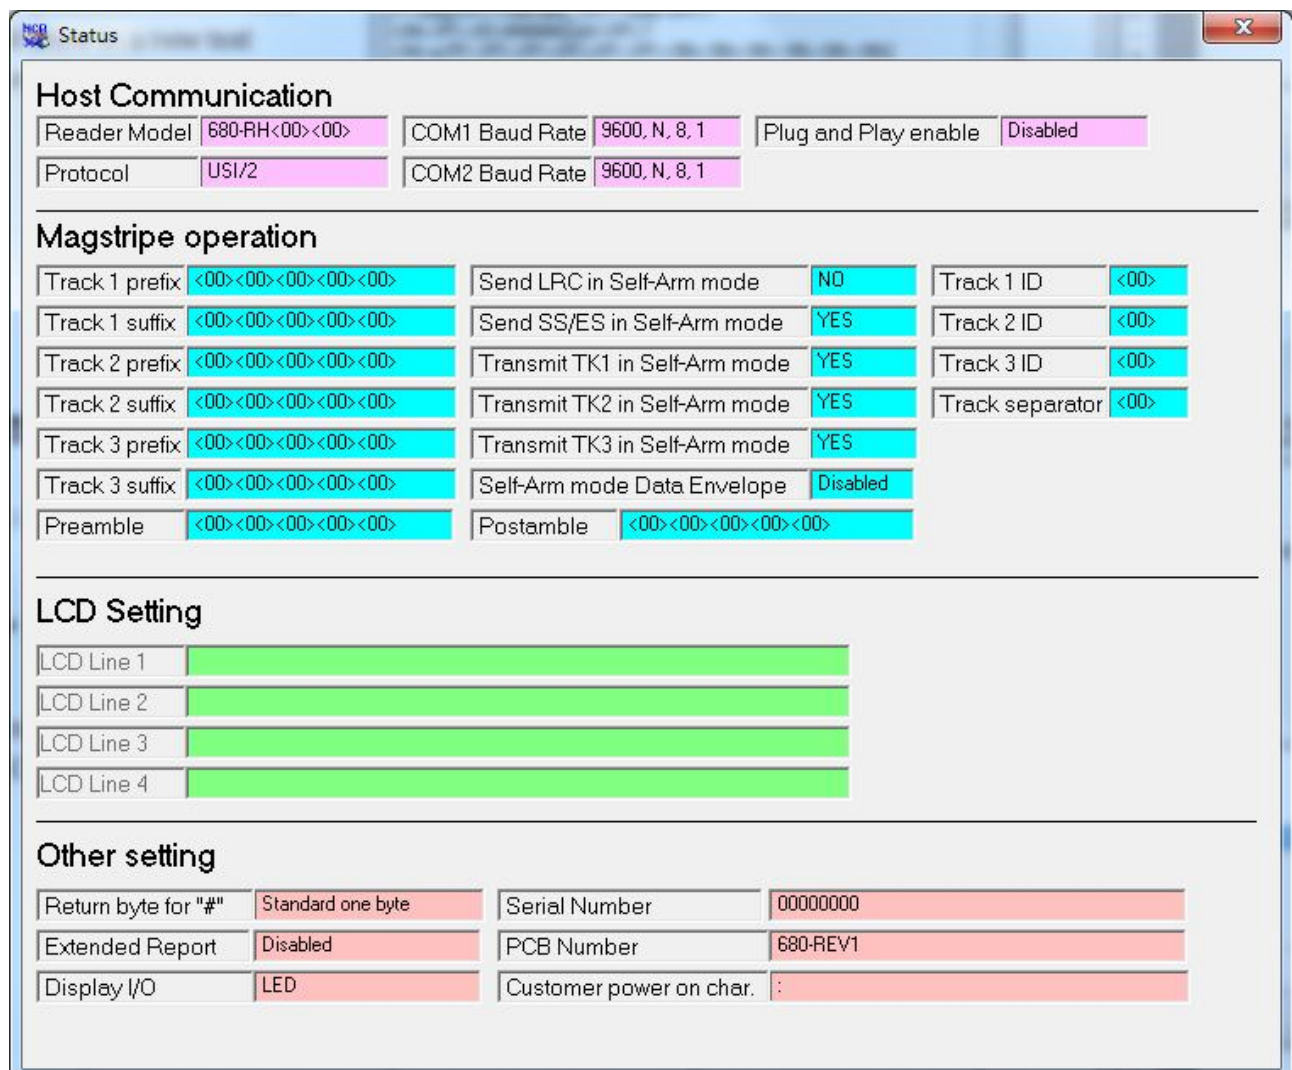 Status
Host Communication
Reader Model 680-RH<00><00> COM1 Baud Rate 9600, N, 8, 1 Plug and Play enable Disabled
Protocol USI/2 COM2 Baud Rate 9600, N, 8, 1
Magstripe operation
Track 1 prefix <00><00><00><00><00> Send LRC in Self-Arm mode NO Track 1 ID <00>
Track 1 suffix <00><00><00><00><00> Send SS/ES in Self-Arm mode YES Track 2 ID <00>
Track 2 prefix <00><00><00><00><00> Transmit TK1 in Self-Arm mode YES Track 3 ID <00>
Track 2 suffix <00><00><00><00><00> Transmit TK2 in Self-Arm mode YES Track separator <00>
Track 3 prefix <00><00><00><00><00> Transmit TK3 in Self-Arm mode YES
Track 3 suffix <00><00><00><00><00> Self-Arm mode Data Envelope Disabled
Preamble <00><00><00><00><00> Postamble <00><00><00><00><00>
LCD Setting
LCD Line 1
LCD Line 2
LCD Line 3
LCD Line 4
Other setting
Return byte for "#" Standard one byte Serial Number 00000000
Extended Report Disabled PCB Number 680-REV1
Display I/O LED Customer power on char. :